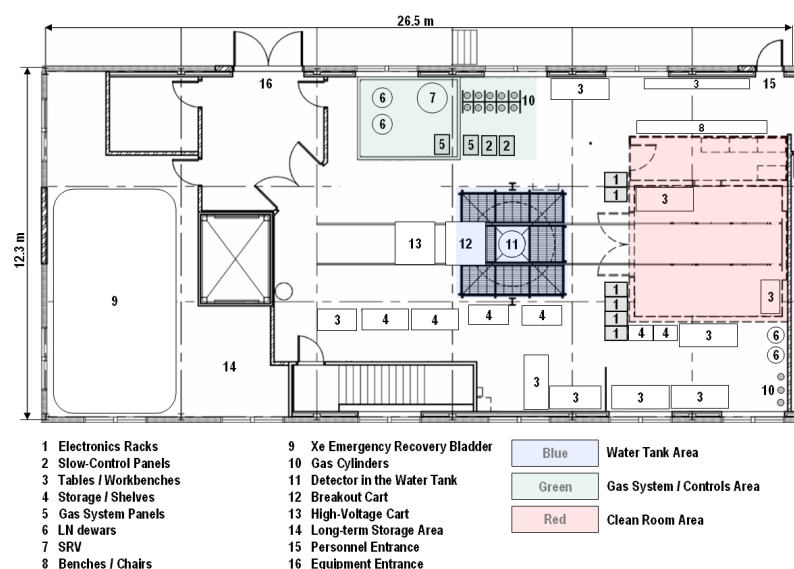 26.5 m
16
15
3
3
6
7
10
6
8
5
5
2
2
1
1
3
12.3 m
13
12
11
9
1
3
1
3
4
4
4
4
1
1
4
4
3
6
6
14
3
3
3
3
10
1 Electronics Racks
2 Slow-Control Panels
3 Tables / Workbenches
4 Storage / Shelves
5 Gas System Panels
6 LN dewars
7 SRV
8 Benches / Chairs
9 Xe Emergency Recovery Bladder
10 Gas Cylinders
11 Detector in the Water Tank
12 Breakout Cart
13 High-Voltage Cart
14 Long-term Storage Area
15 Personnel Entrance
16 Equipment Entrance
Blue Water Tank Area
Green Gas System / Controls Area
Red Clean Room Area